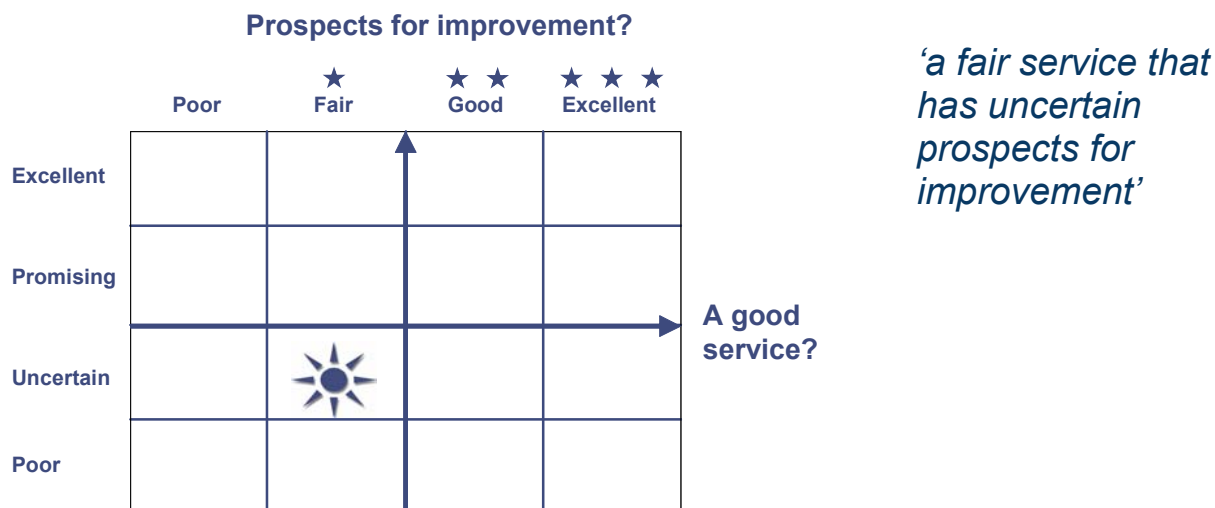 Prospects for improvement?
Poor
Fair
Good
Excellent
Excellent
Promising
Uncertain
Poor
A good
service?
‘a fair service that
has uncertain
prospects for
improvement’